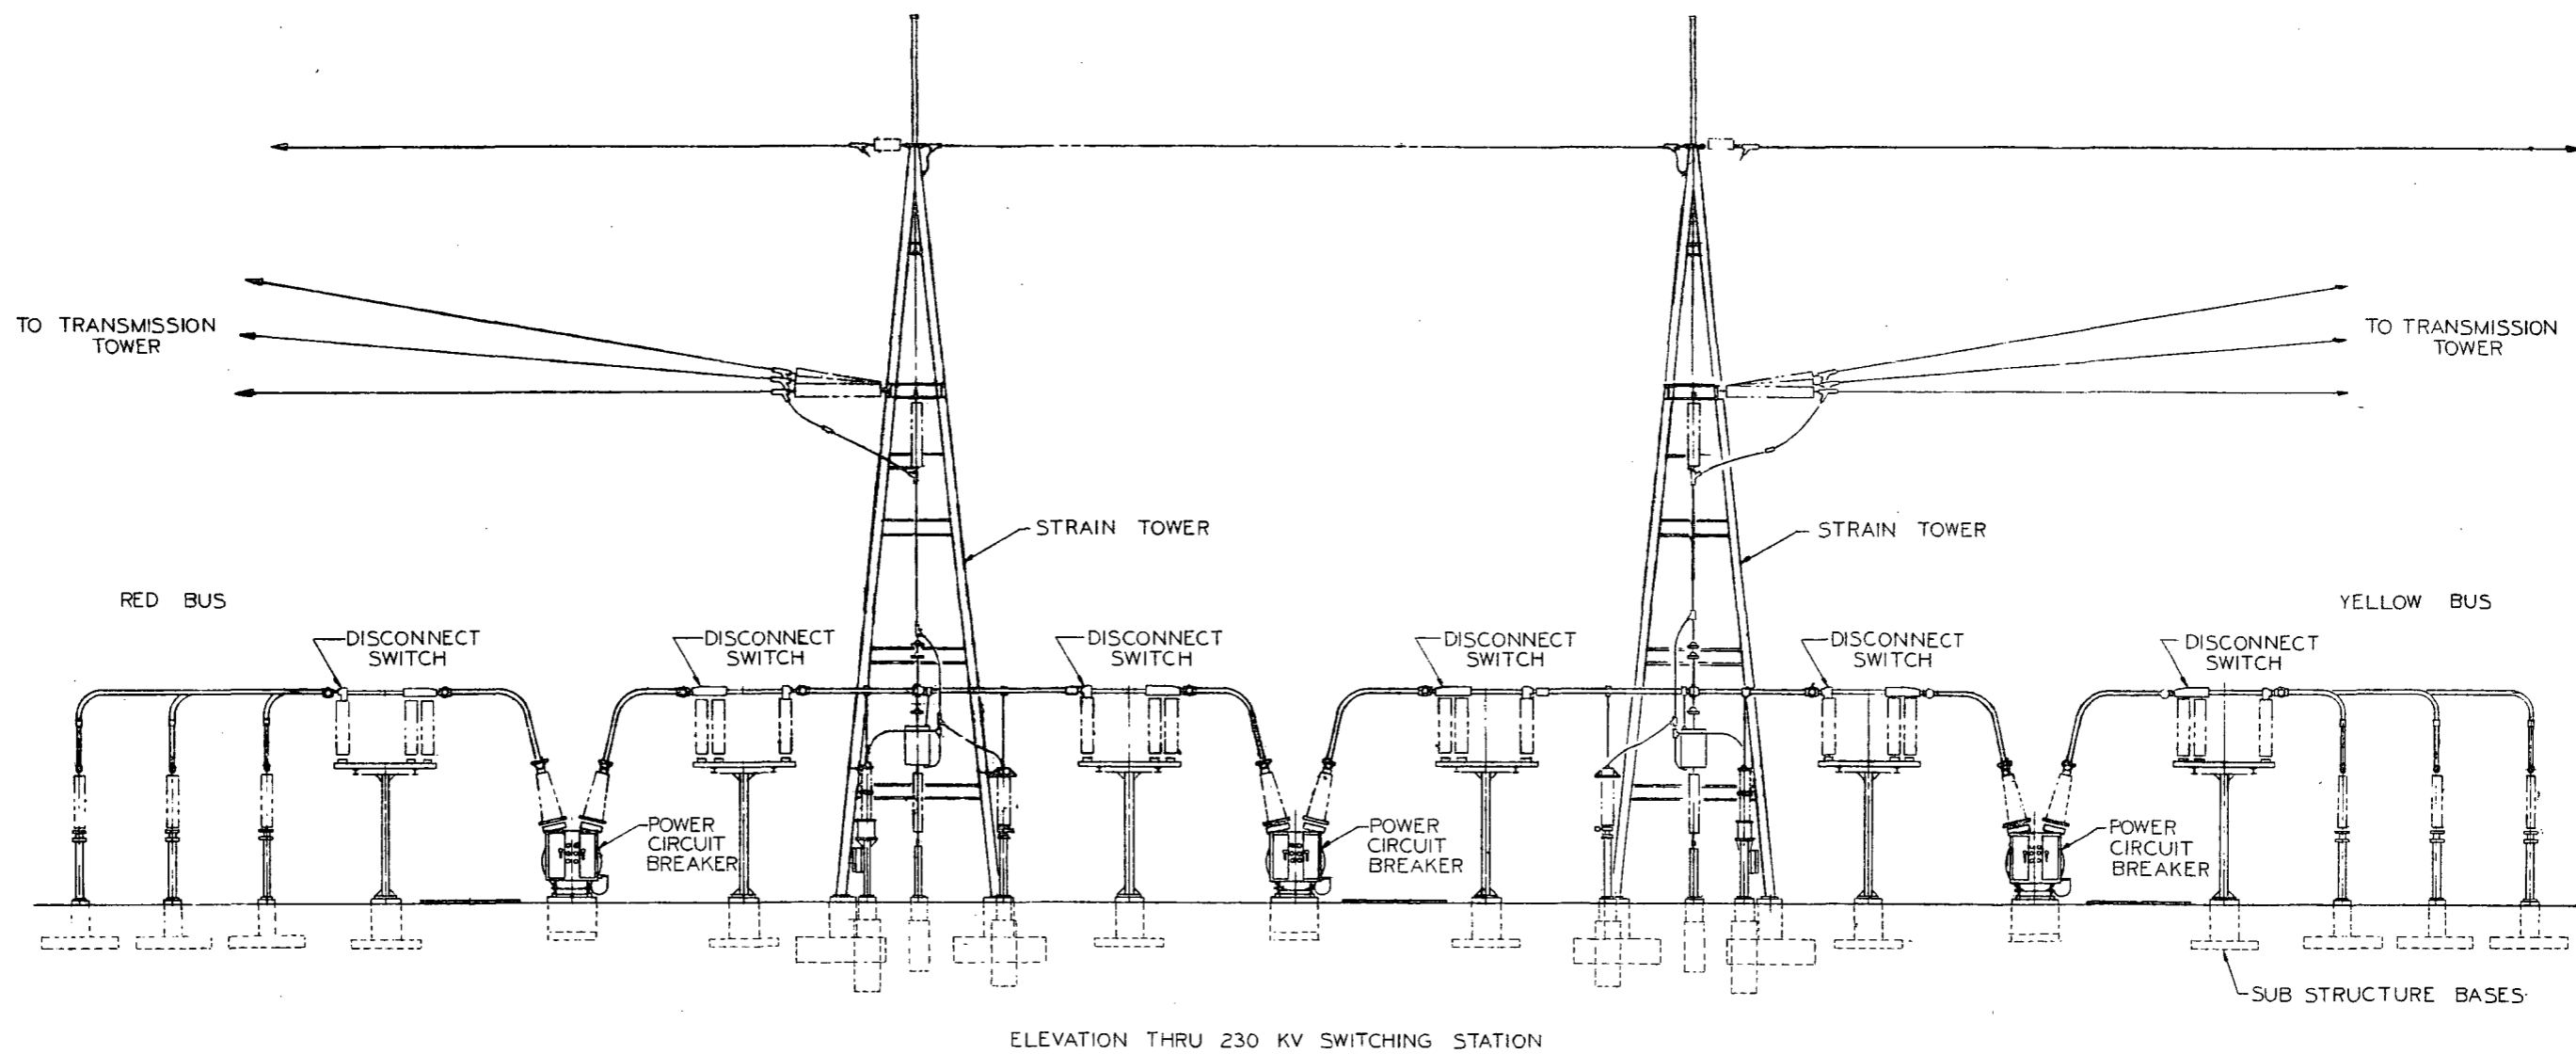 TO TRANSMISSION
TOWER
TO TRANSMISSION
TOWER
STRAIN TOWER
STRAIN TOWER
RED BUS
YELLOW BUS
DISCONNECT
SWITCH
DISCONNECT
SWITCH
DISCONNECT
SWITCH
DISCONNECT
SWITCH
DISCONNECT
SWITCH
DISCONNECT
SWITCH
POWER
CIRCUIT
BREAKER
POWER
CIRCUIT
BREAKER
POWER
CIRCUIT
BREAKER
SUB STRUCTURE BASES
ELEVATION THRU 230 KV SWITCHING STATION